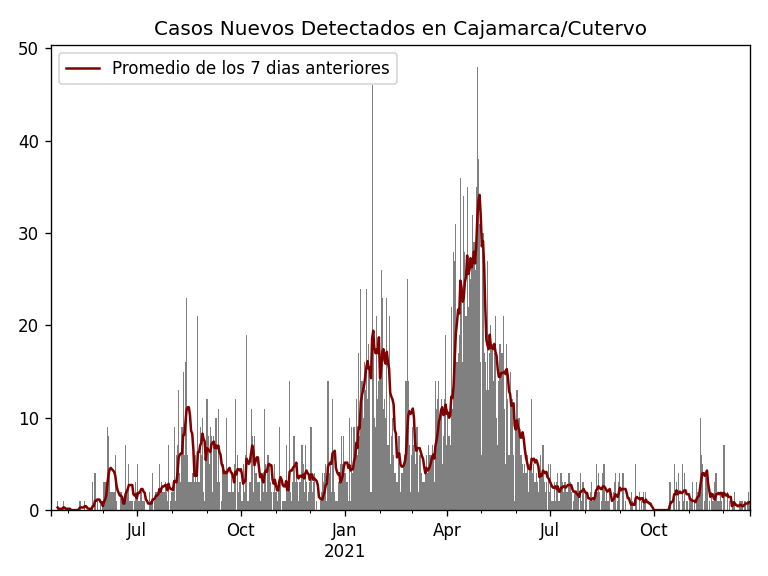 Casos Nuevos Detectados en Cajamarca/Cutervo
Promedio de los 7 dias anteriores
50
40
30
20
10
0
Jul
Oct
Jan
2021
Apr
Jul
Oct